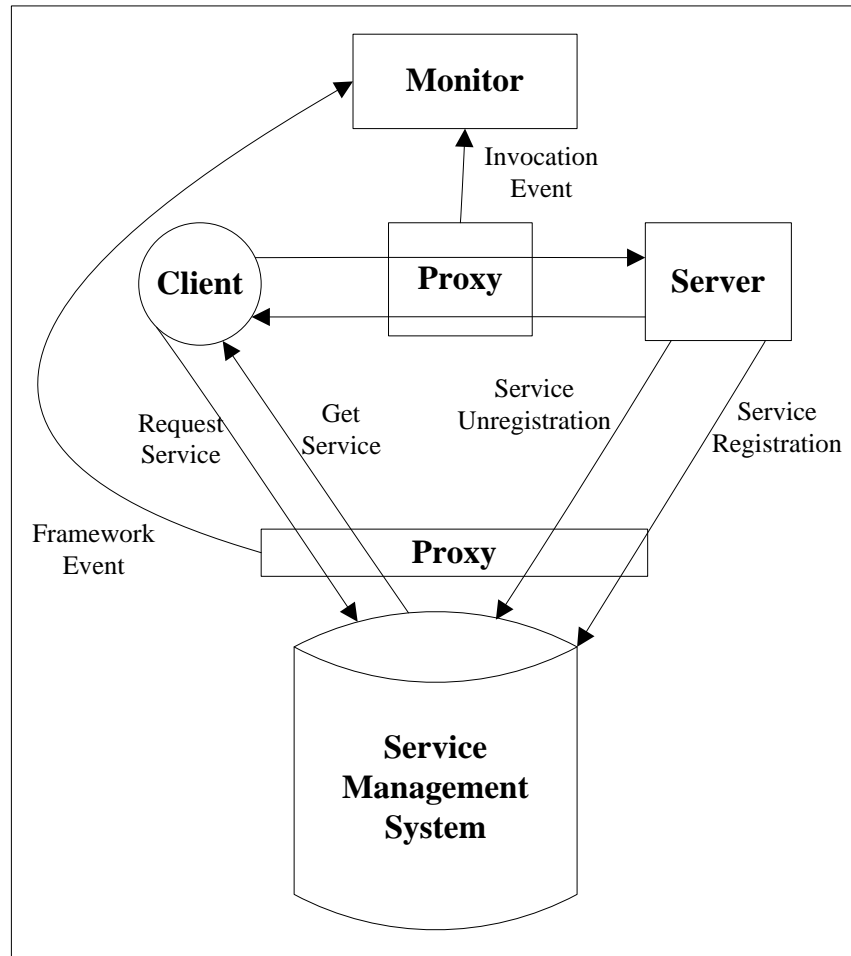 Monitor
Invocation
Event
Client
Proxy
Server
Request
Service
Get
Service
Service
Unregistration
Service
Registration
Framework
Event
Proxy
Service
Management
System